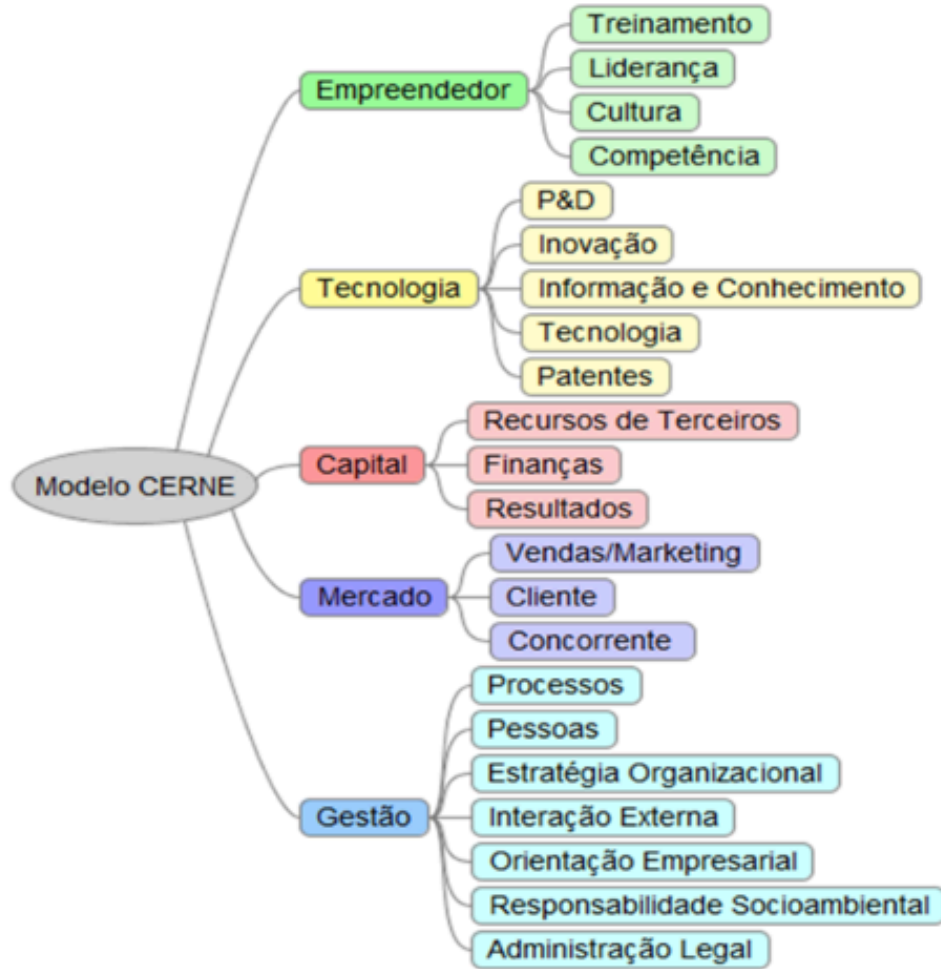 Modelo CERNE
Empreendedor
Treinamento
Liderança
Cultura
Competência
Tecnologia
P&D
Inovação
Informação e Conhecimento
Tecnologia
Patentes
Capital
Recursos de Terceiros
Finanças
Resultados
Mercado
Vendas/Marketing
Cliente
Concorrente
Gestão
Processos
Pessoas
Estratégia Organizacional
Interação Externa
Orientação Empresarial
Responsabilidade Socioambiental
Administração Legal